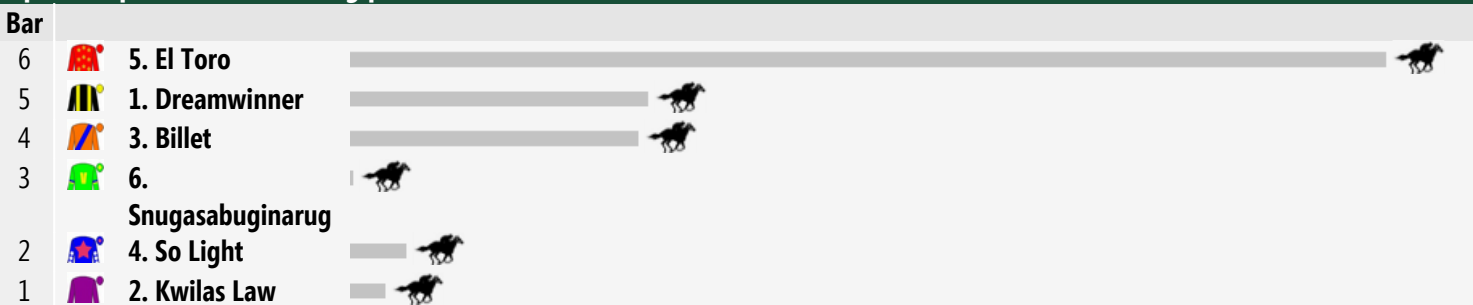 Bar
6 5. El Toro
5 1. Dreamwinner
4 3. Billet
3 6.
Snugasabuginarug
2 4. So Light
1 2. Kwilas Law